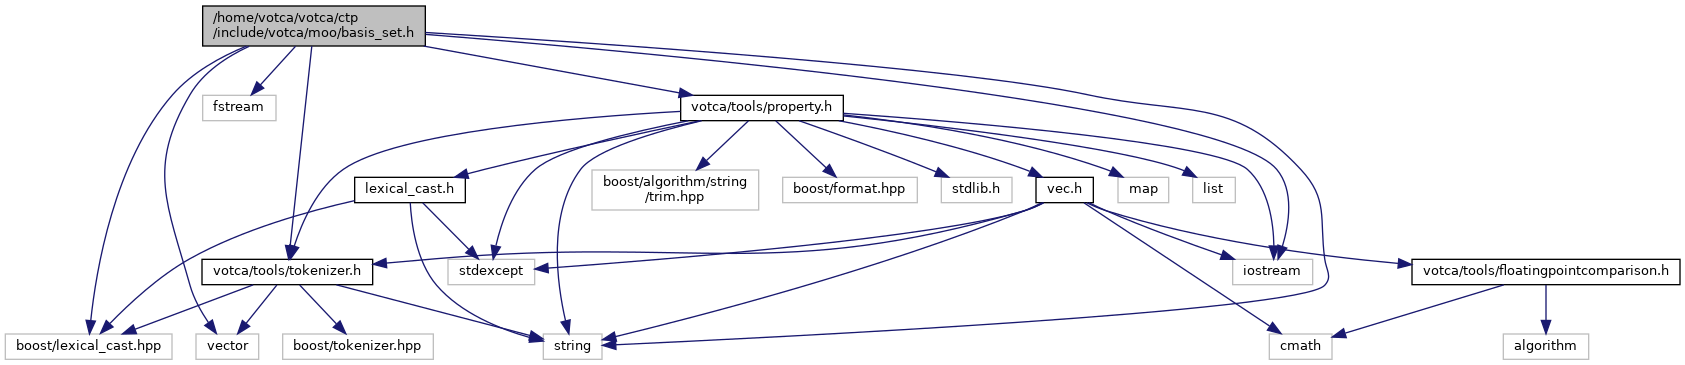 /home/votca/votca/ctp
/include/votca/moo/basis_set.h
fstream
votca/tools/property.h
lexical_cast.h
boost/algorithm/string
/trim.hpp
boost/format.hpp
stdlib.h
vec.h
map
list
votca/tools/tokenizer.h
stdexcept
iostream
votca/tools/floatingpointcomparison.h
boost/lexical_cast.hpp
vector
boost/tokenizer.hpp
string
cmath
algorithm